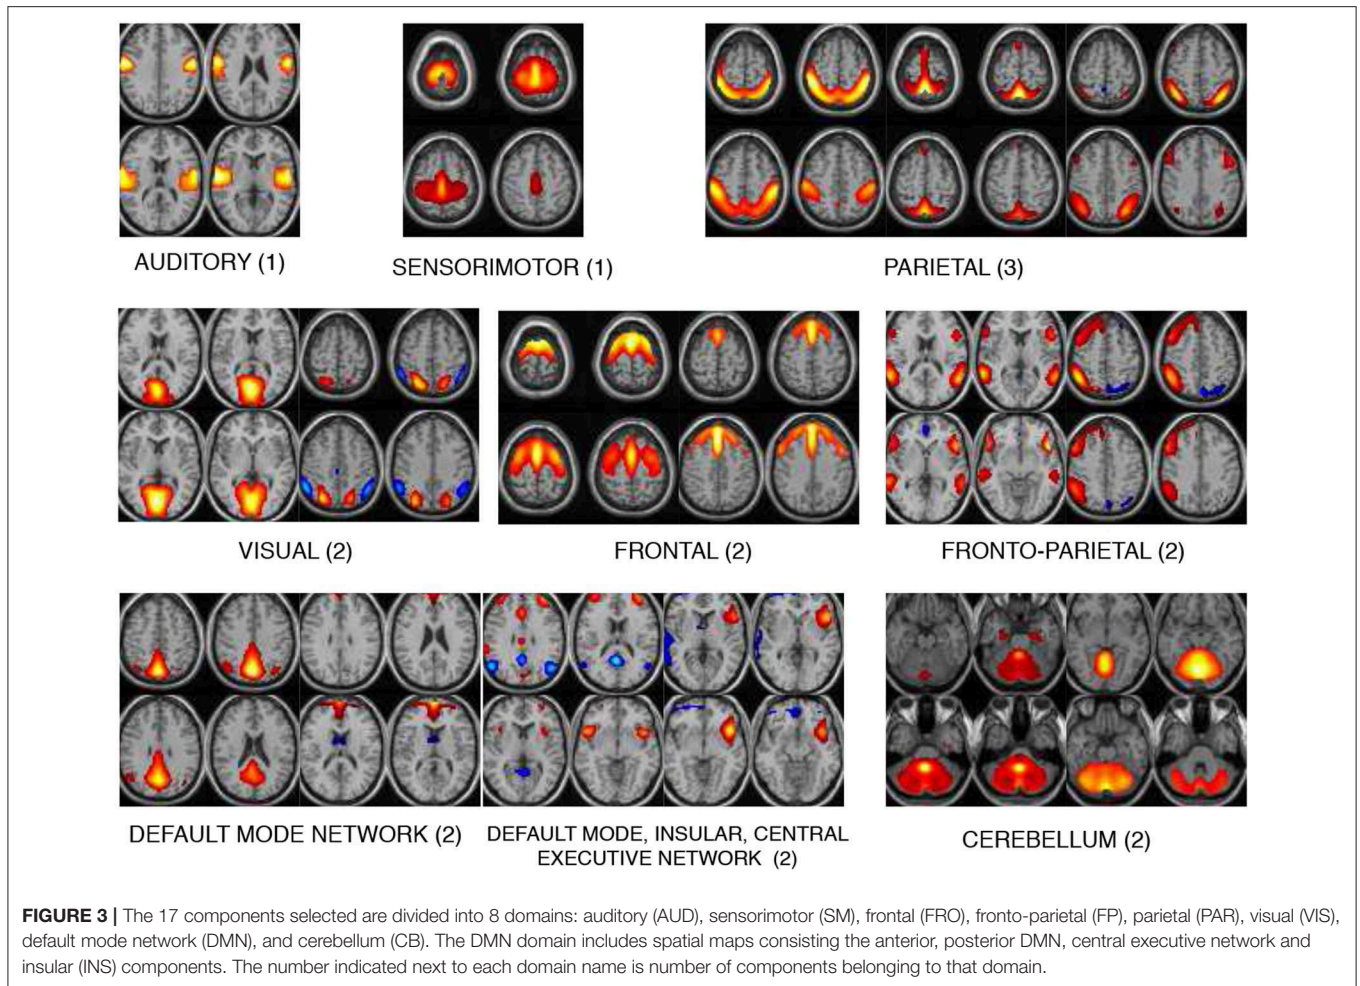 AUDITORY (1)
SENSORIMOTOR (1)
PARIETAL (3)
VISUAL (2)
FRONTAL (2)
FRONTO-PARIETAL (2)
DEFAULT MODE NETWORK (2)
DEFAULT MODE, INSULAR, CENTRAL
EXECUTIVE NETWORK (2)
CEREBELLUM (2)
FIGURE 3 | The 17 components selected are divided into 8 domains: auditory (AUD), sensorimotor (SM), frontal (FRO), fronto-parietal (FP), parietal (PAR), visual (VIS),
default mode network (DMN), and cerebellum (CB). The DMN domain includes spatial maps consisting the anterior, posterior DMN, central executive network and
insular (INS) components. The number indicated next to each domain name is number of components belonging to that domain.